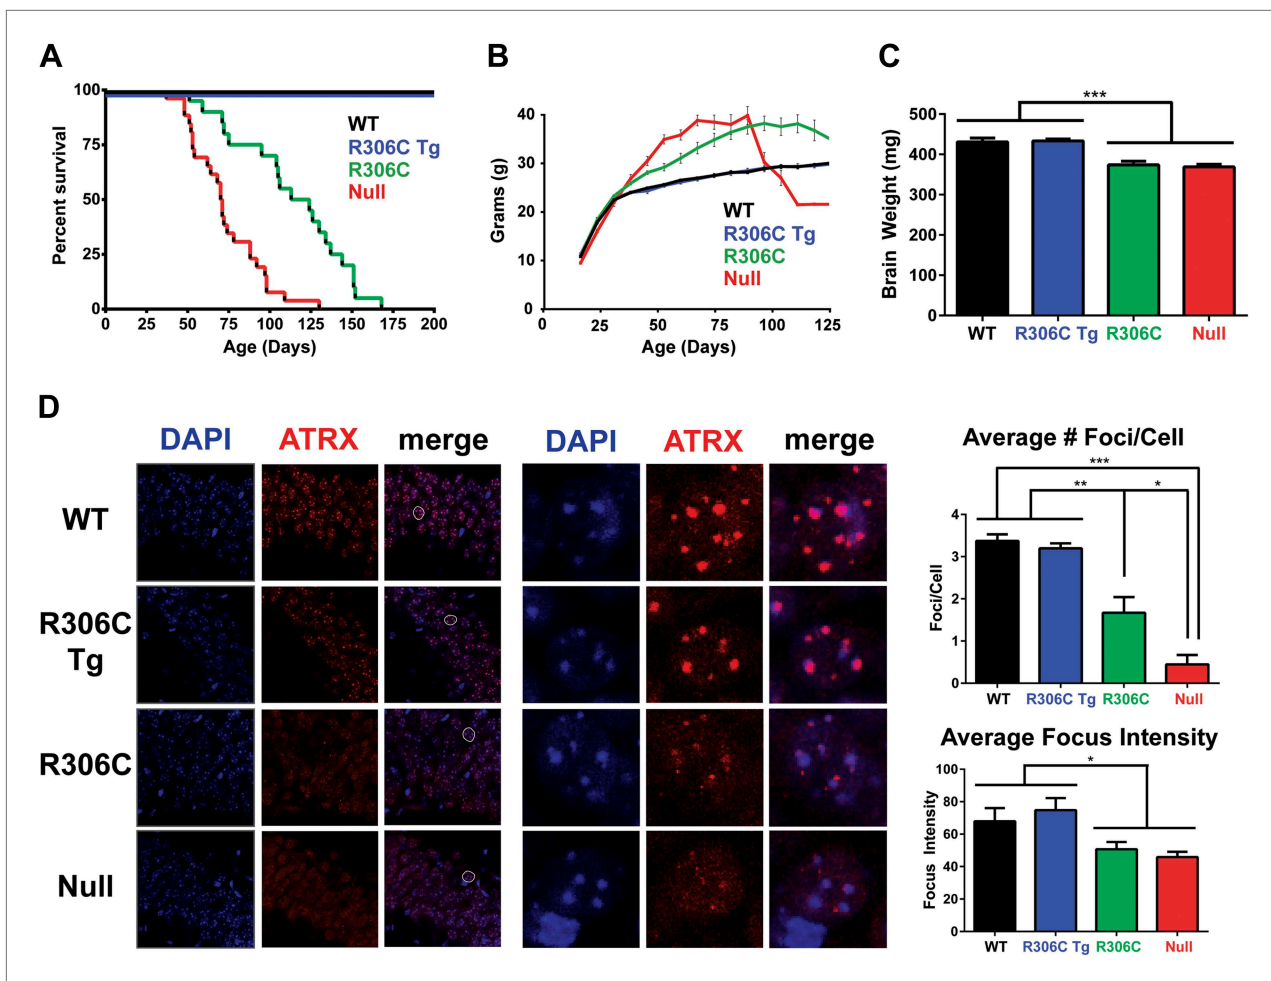 A
100
75
50
25
0
Percent survival
WT
R306C Tg
R306C
Null
0 25 50 75 100 125 150 175 200
Age (Days)
B
40
30
20
10
0
Grams (g)
WT
R306C Tg
R306C
Null
0 25 50 75 100 125
Age (Days)
C
***
500
400
300
200
100
0
Brain Weight (mg)
WT R306C Tg R306C Null
D
DAPI ATRX merge DAPI ATRX merge
WT
R306C
Tg
R306C
Null
Average # Foci/Cell
***
** *
4
3
2
1
0
Foci/Cell
WT R306C Tg R306C Null
Average Focus Intensity
*
100
80
60
40
20
0
Focus Intensity
WT R306C Tg R306C Null